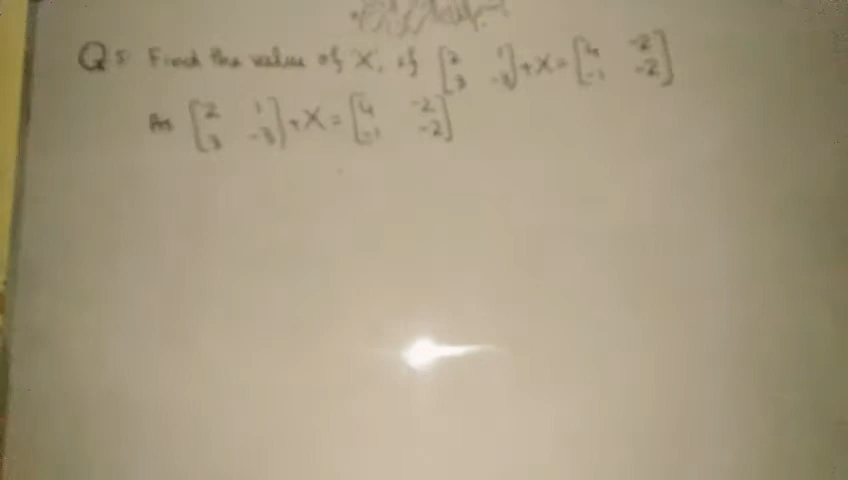 Q5 Find the value of X, if [2 1 3 -3] + X = [4 -2 -1 -2]
Ans [2 1 3 -3] + X = [4 -2 -1 -2]